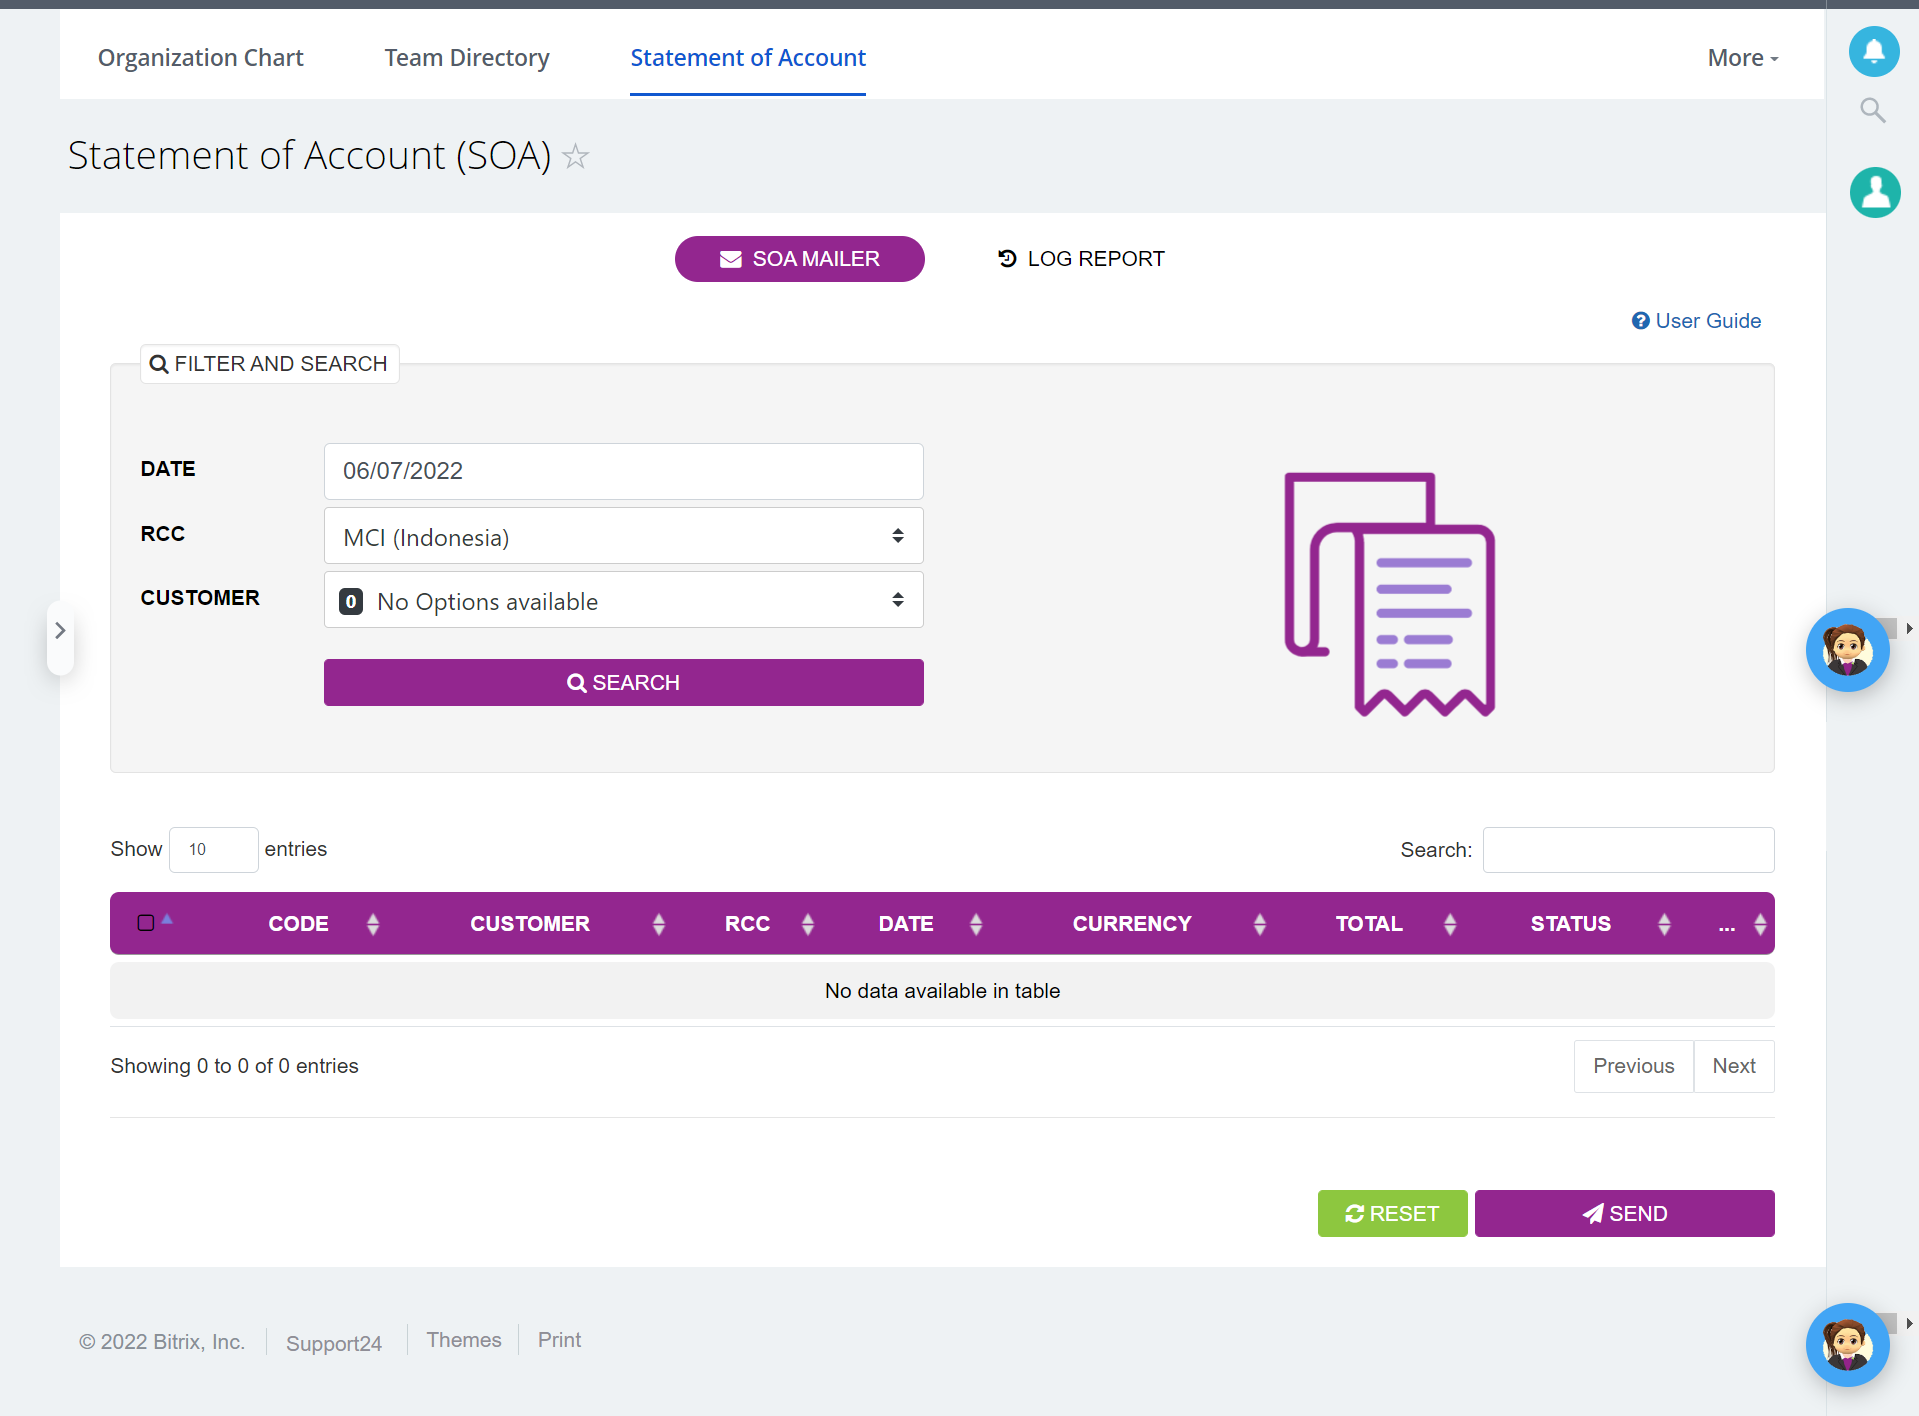 Organization Chart Team Directory Statement of Account More
Statement of Account (SOA)
SOA MAILER LOG REPORT
User Guide
FILTER AND SEARCH
DATE 06/07/2022
RCC MCI (Indonesia)
CUSTOMER 0 No Options available
SEARCH
Show 10 entries Search:
CODE CUSTOMER RCC DATE CURRENCY TOTAL STATUS ...
No data available in table
Showing 0 to 0 of 0 entries Previous Next
RESET SEND
© 2022 Bitrix, Inc. Support24 Themes Print